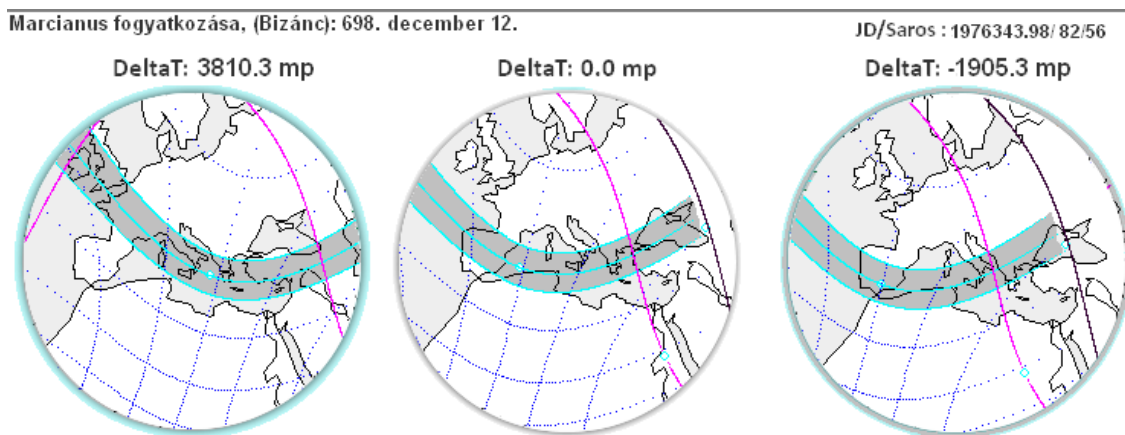 Marcianus fogyatkozása, (Bizánc): 698. december 12.
JD/Saros : 1976343.98/ 82/56
DeltaT: 3810.3 mp
DeltaT: 0.0 mp
DeltaT: -1905.3 mp